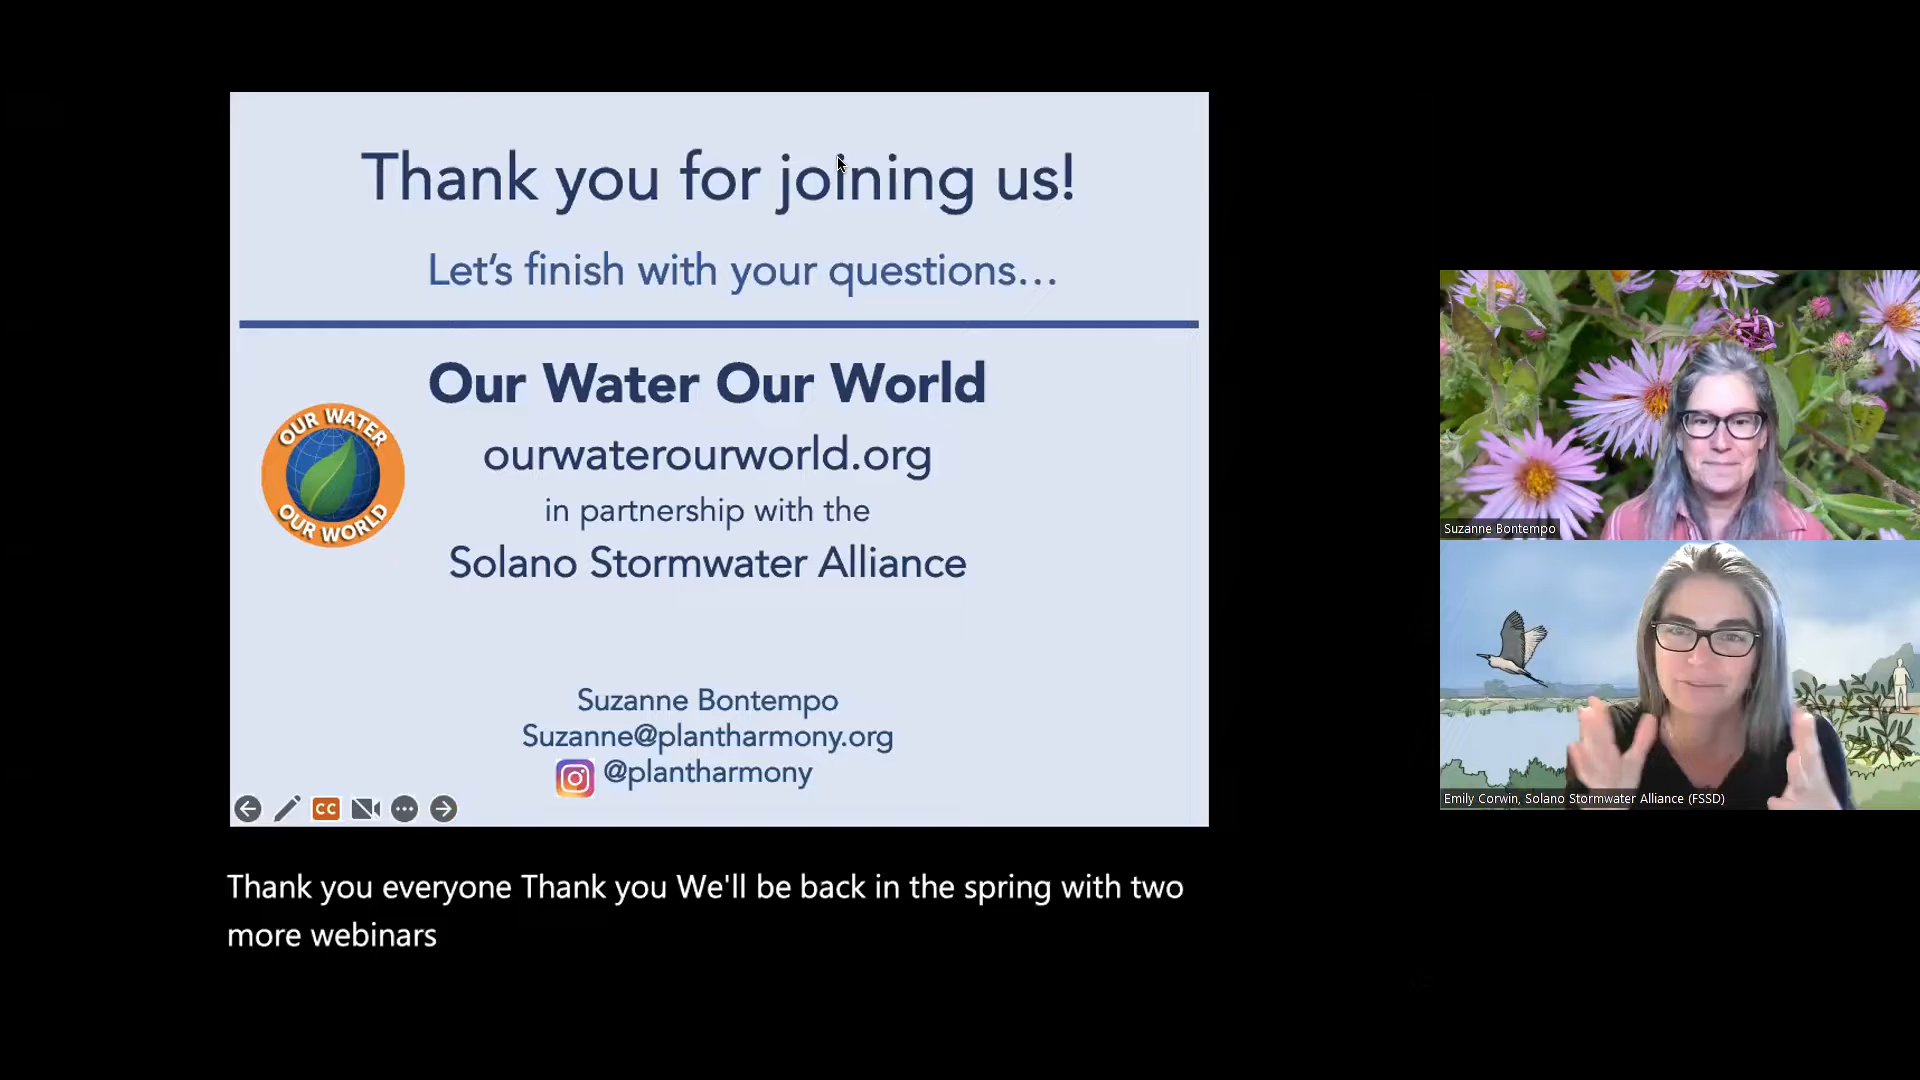 Thank you for joining us!
Let's finish with your questions...
Our Water Our World
OUR WATER
OUR WORLD
ourwaterourworld.org
in partnership with the
Solano Stormwater Alliance
Suzanne Bontempo
Suzanne@plantharmony.org
@plantharmony
CC
Thank you everyone Thank you We'll be back in the spring with two
more webinars
Suzanne Bontempo
Emily Corwin, Solano Stormwater Alliance (FSSD)